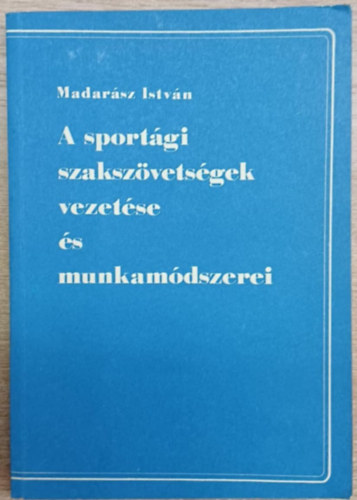 Madarász István
A sportági
szakszövetségek
vezetése
és
munkamódszerei